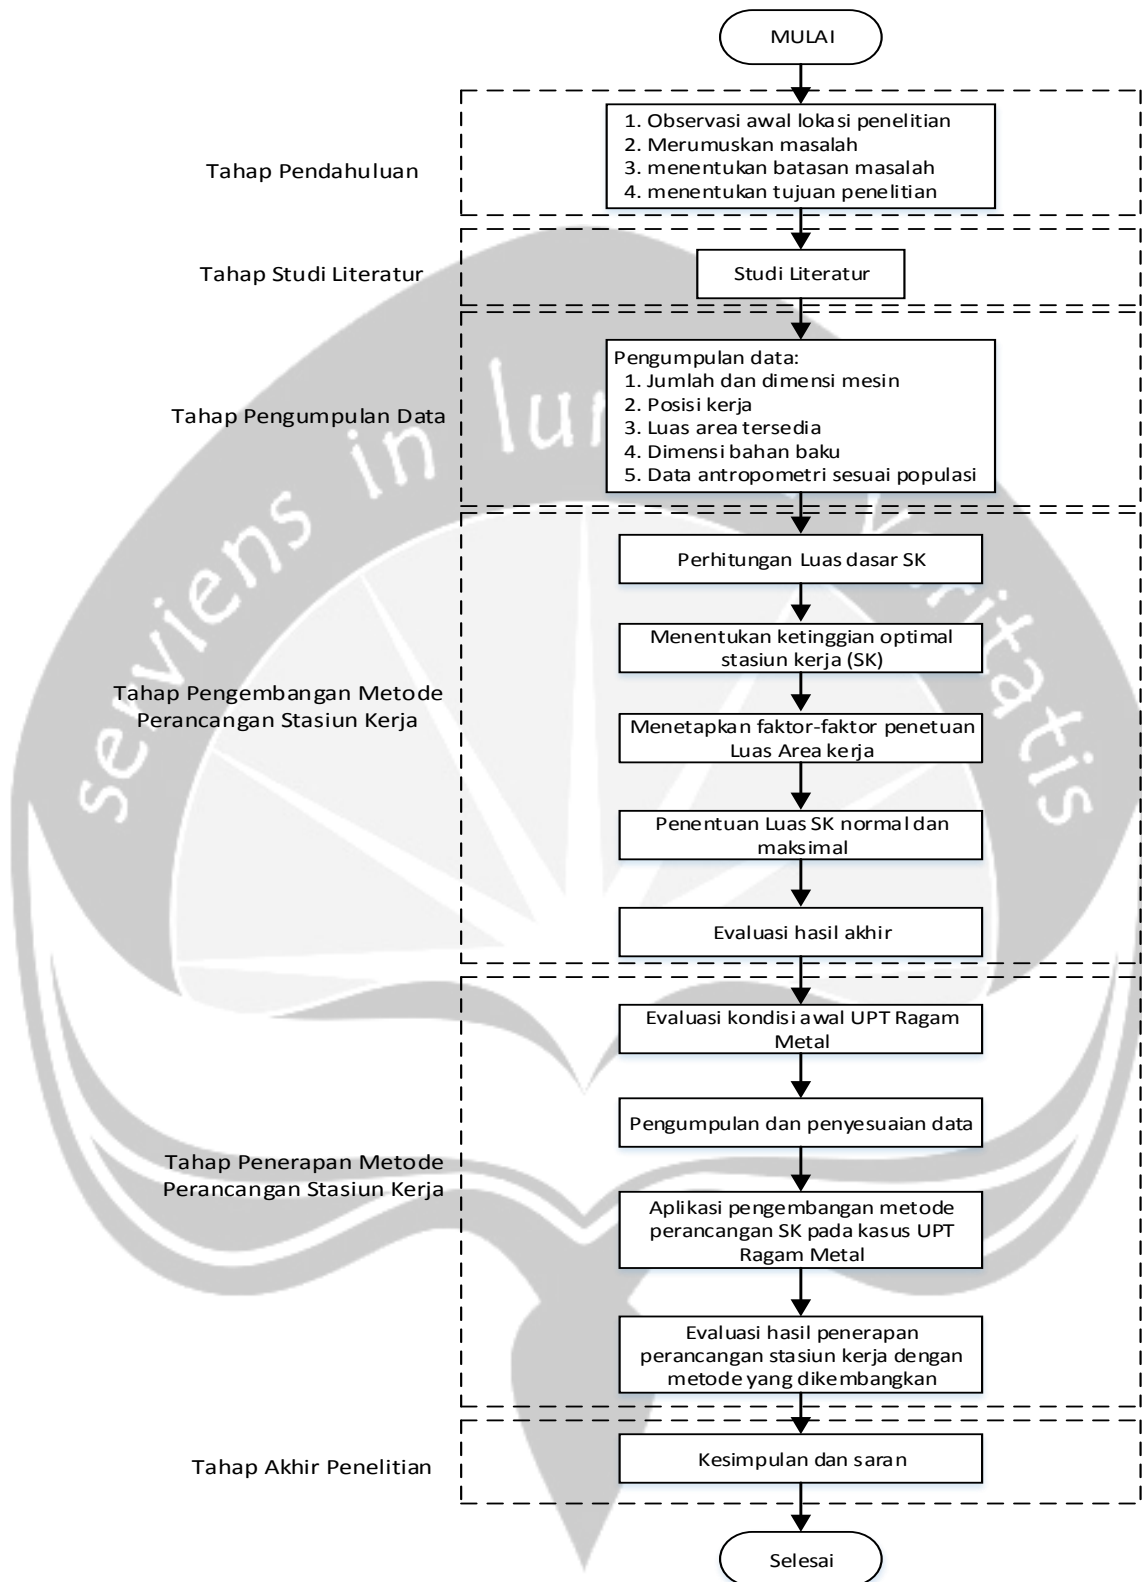 MULAI
Tahap Pendahuluan
1. Observasi awal lokasi penelitian
2. Merumuskan masalah
3. menentukan batasan masalah
4. menentukan tujuan penelitian
Tahap Studi Literatur
Studi Literatur
Tahap Pengumpulan Data
Pengumpulan data:
1. Jumlah dan dimensi mesin
2. Posisi kerja
3. Luas area tersedia
4. Dimensi bahan baku
5. Data antropometri sesuai populasi
Tahap Pengembangan Metode
Perancangan Stasiun Kerja
Perhitungan Luas dasar SK
Menentukan ketinggian optimal
stasiun kerja (SK)
Menetapkan faktor-faktor penetuan
Luas Area kerja
Penentuan Luas SK normal dan
maksimal
Evaluasi hasil akhir
Tahap Penerapan Metode
Perancangan Stasiun Kerja
Evaluasi kondisi awal UPT Ragam
Metal
Pengumpulan dan penyesuaian data
Aplikasi pengembangan metode
perancangan SK pada kasus UPT
Ragam Metal
Evaluasi hasil penerapan
perancangan stasiun kerja dengan
metode yang dikembangkan
Tahap Akhir Penelitian
Kesimpulan dan saran
Selesai
serviens in